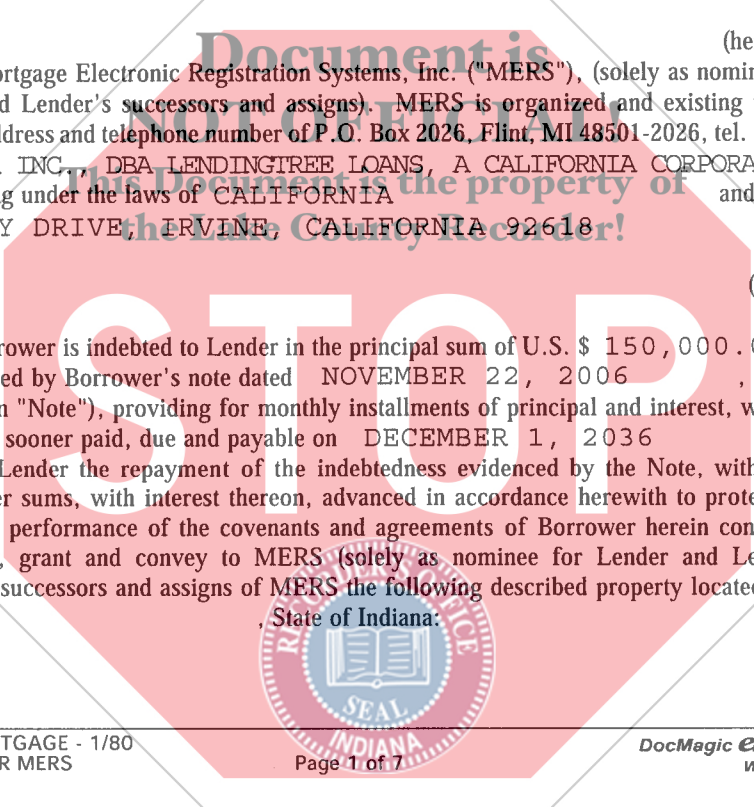 Document is
(he
ortgage Electronic Registration Systems, Inc. ("MERS"), (solely as nomin
d Lender's successors and assigns). MERS is organized and existing
NOT OFFICIAL!
ddress and telephone number of P.O. Box 2026, Flint, MI 48501-2026, tel.
INC., DBA LENDINGTREE LOANS, A CALIFORNIA CORPORA
This Document is the property of
g under the laws of CALIFORNIA and
the Lake County Recorder!
Y DRIVE, IRVINE, CALIFORNIA 92618
(
STOP
rower is indebted to Lender in the principal sum of U.S. $ 150,000.0
ed by Borrower's note dated NOVEMBER 22, 2006 ,
n "Note"), providing for monthly installments of principal and interest, w
sooner paid, due and payable on DECEMBER 1, 2036
Lender the repayment of the indebtedness evidenced by the Note, with
er sums, with interest thereon, advanced in accordance herewith to prote
performance of the covenants and agreements of Borrower herein con
, grant and convey to MERS (solely as nominee for Lender and Le
successors and assigns of MERS the following described property located
, State of Indiana:
RECORDER'S OFFICE
SEAL
INDIANA
TGAGE - 1/80
R MERS
Page 1 of 7
DocMagic e
w